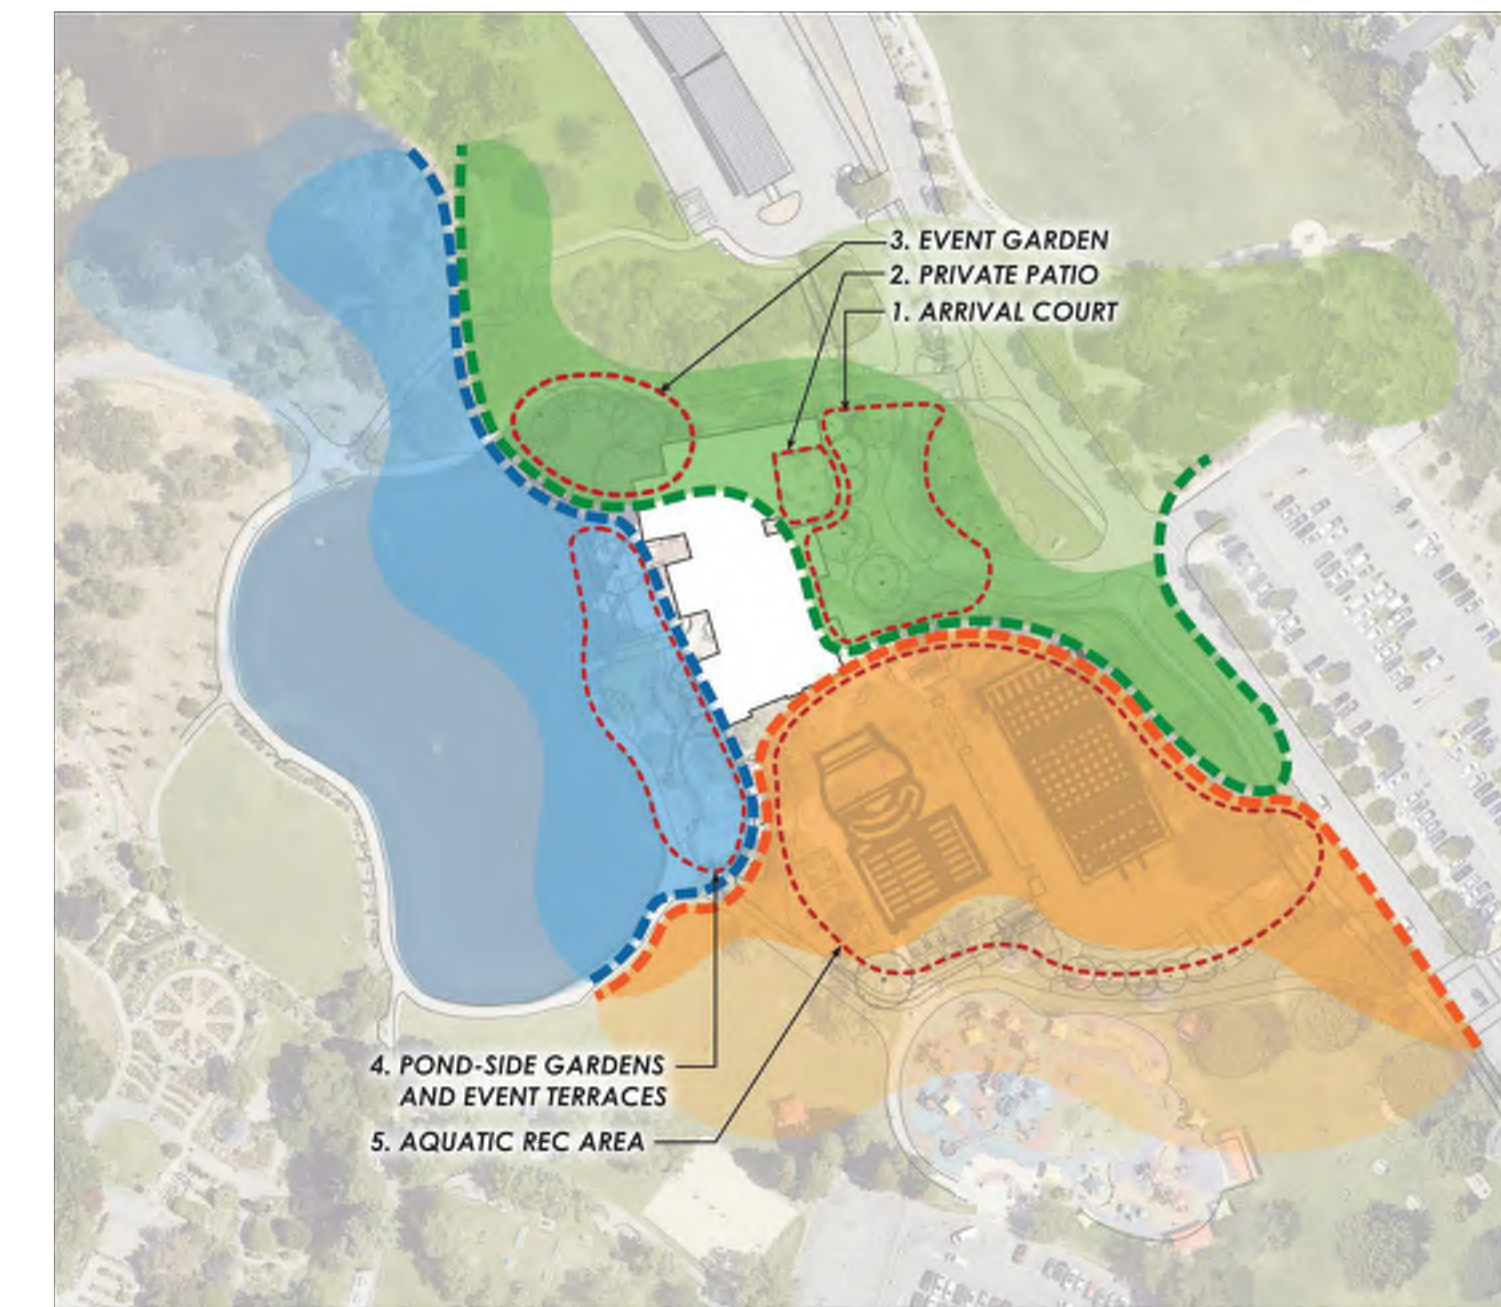 3. EVENT GARDEN
2. PRIVATE PATIO
1. ARRIVAL COURT
4. POND-SIDE GARDENS
AND EVENT TERRACES
5. AQUATIC REC AREA